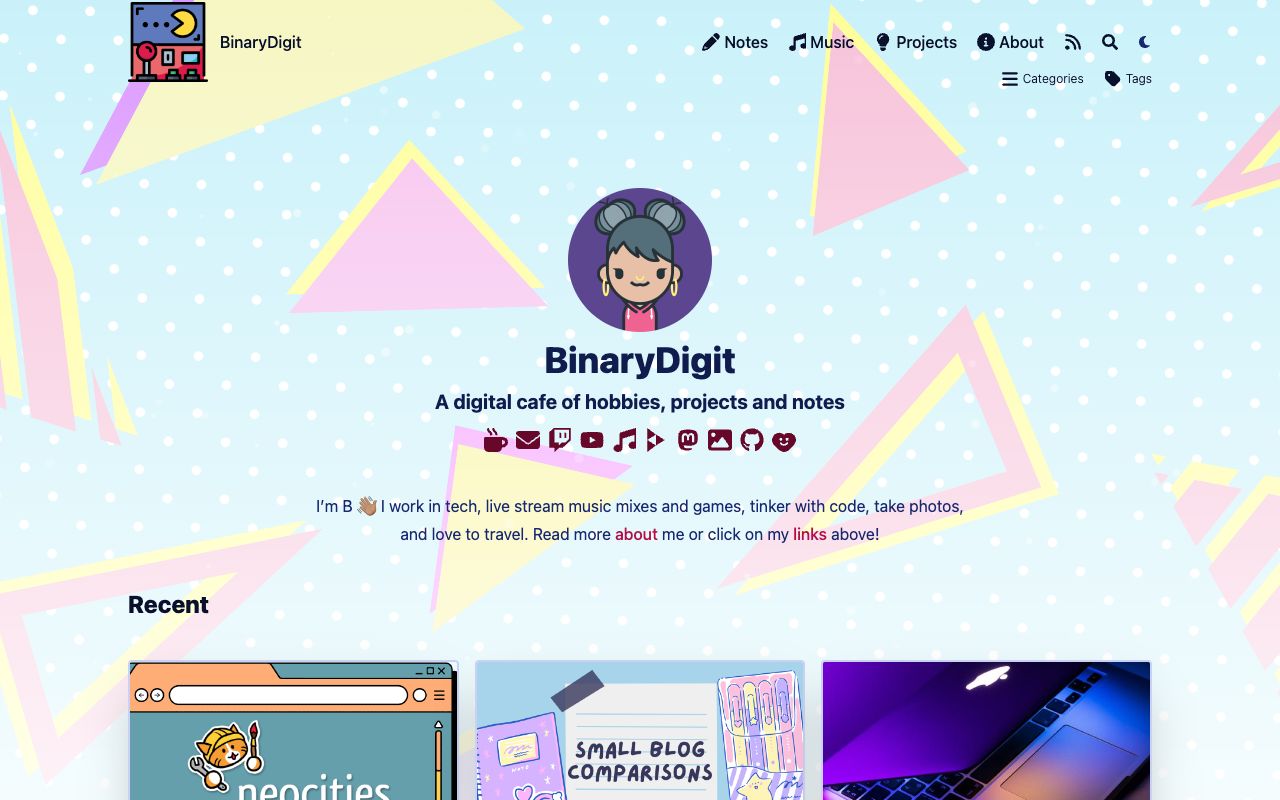 BinaryDigit
Notes
Music
Projects
About
Categories
Tags
BinaryDigit
A digital cafe of hobbies, projects and notes
I'm B 👋🏽 I work in tech, live stream music mixes and games, tinker with code, take photos,
and love to travel. Read more about me or click on my links above!
Recent
neocities
SMALL BLOG
COMPARISONS